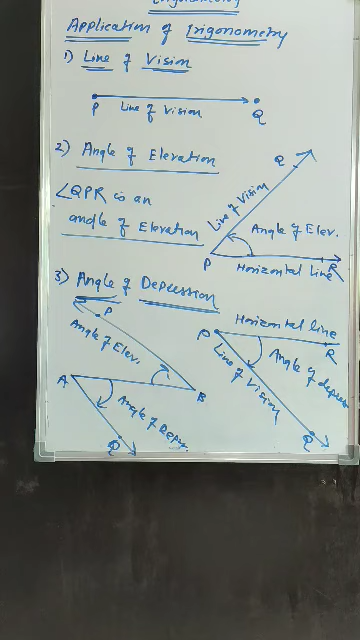 Application of Trigonometry
1) Line of Vision
P Line of Vision Q
2) Angle of Elevation
Q
Line of Vision
∠QPR is an
Angle of Elev.
angle of Elevation
P Horizontal Line R
3) Angle of Depression
P
Horizontal line
Angle of Elev.
P
R
Line of Vision
Angle of depress
A
B
Angle of Depr.
Q
Q